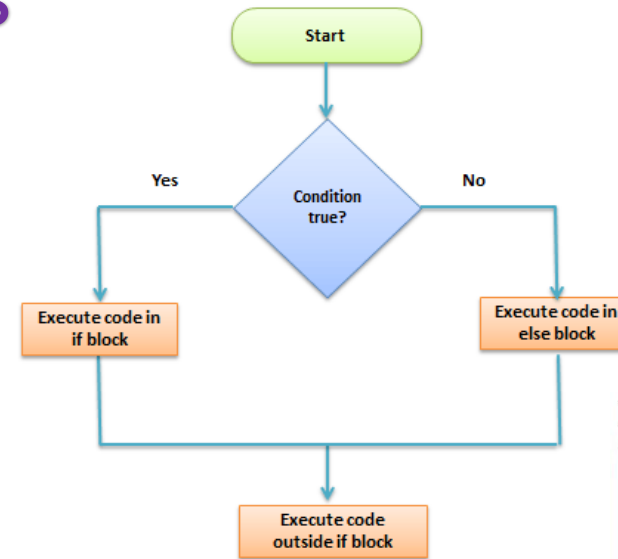 Start
Condition
true?
Yes
No
Execute code in
if block
Execute code in
else block
Execute code
outside if block